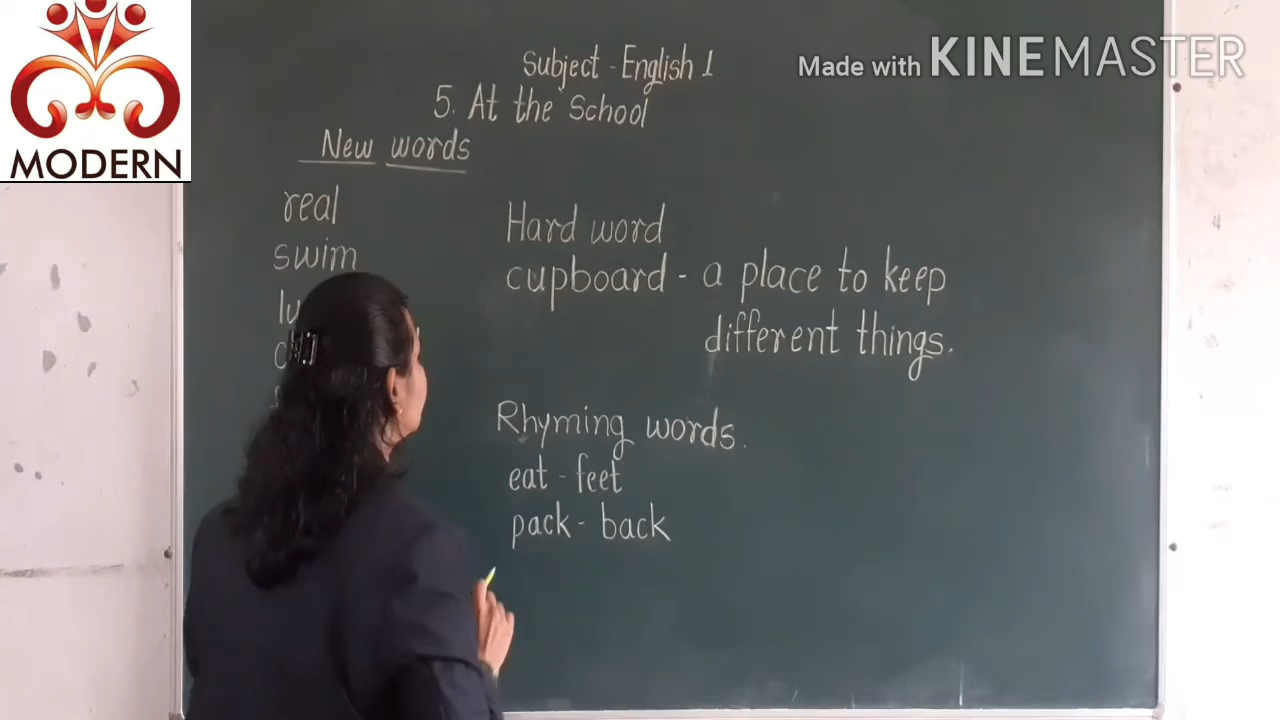 MODERN
Made with KINEMASTER
Subject - English 1
5. At the School
New words
real
swim
Hard word
cupboard - a place to keep
different things.
Rhyming words.
eat - feet
pack - back